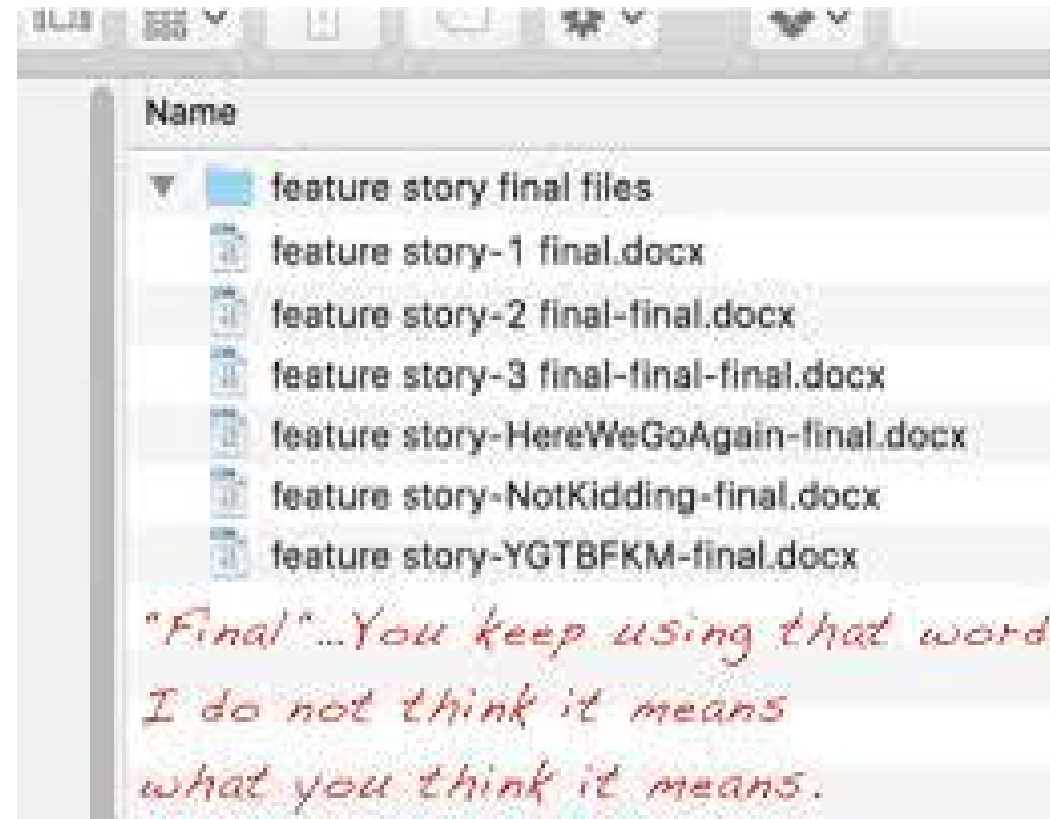 Name
feature story final files
feature story-1 final.docx
feature story-2 final-final.docx
feature story-3 final-final-final.docx
feature story-HereWeGoAgain-final.docx
feature story-NotKidding-final.docx
feature story-YGTBFKM-final.docx
"Final"...You keep using that word
I do not think it means
what you think it means.